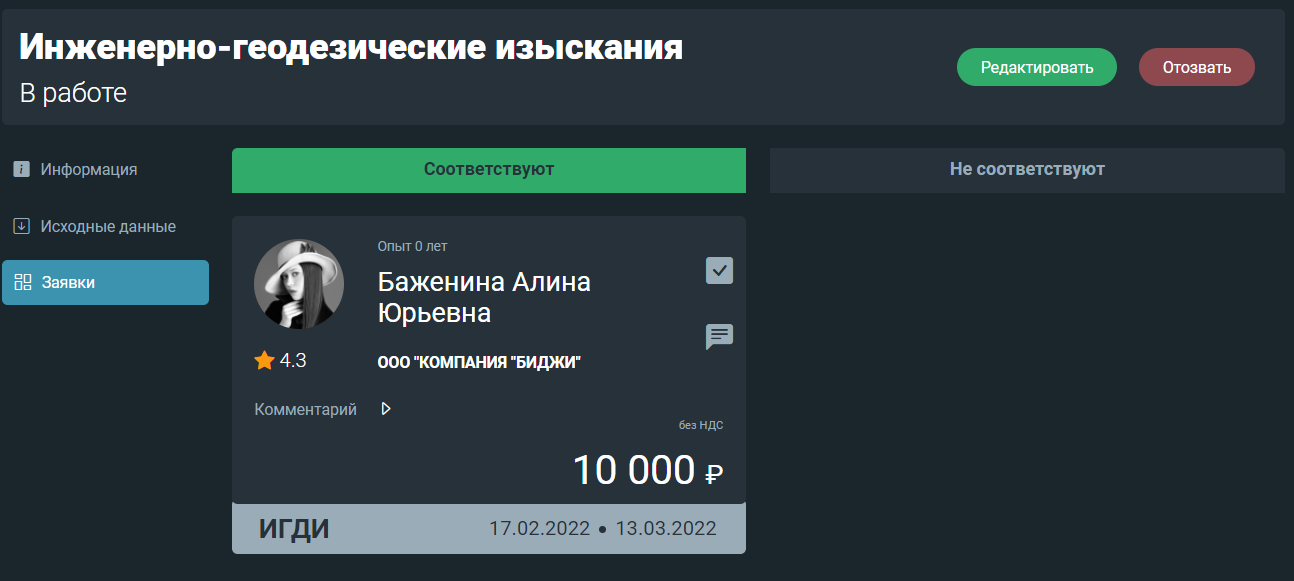 Инженерно-геодезические изыскания
В работе
Редактировать
Отозвать
Информация
Исходные данные
Заявки
Соответствуют
Не соответствуют
Опыт 0 лет
Баженина Алина
Юрьевна
4.3
ООО "КОМПАНИЯ "БИДЖИ"
Комментарий
без НДС
10 000 ₽
ИГДИ
17.02.2022 • 13.03.2022